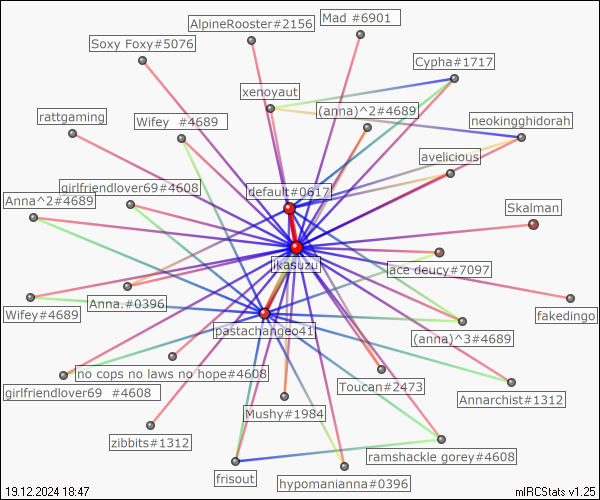 Mad #6901
AlpineRooster#2156
Soxy Foxy#5076
Cypha#1717
xenoyaut
(anna)^2#4689
rattgaming
Wifey #4689
neokingghidorah
avelicious
girlfriendlover69#4608
default#0617
Anna^2#4689
Skalman
ikasuzu
ace deucy#7097
Anna.#0396
Wifey#4689
fakedingo
pastachangeo41
(anna)^3#4689
no cops no laws no hope#4608
Toucan#2473
girlfriendlover69 #4608
Annarchist#1312
Mushy#1984
zibbits#1312
ramshackle gorey#4608
frisout
hypomanianna#0396
19.12.2024 18:47
mIRCStats v1.25